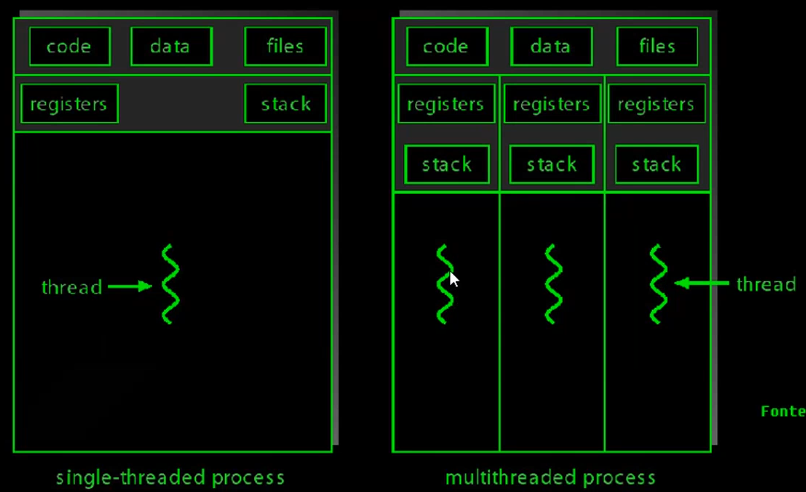 code data files
registers stack
thread
single-threaded process
code data files
registers registers registers
stack stack stack
thread
multithreaded process
Fonte